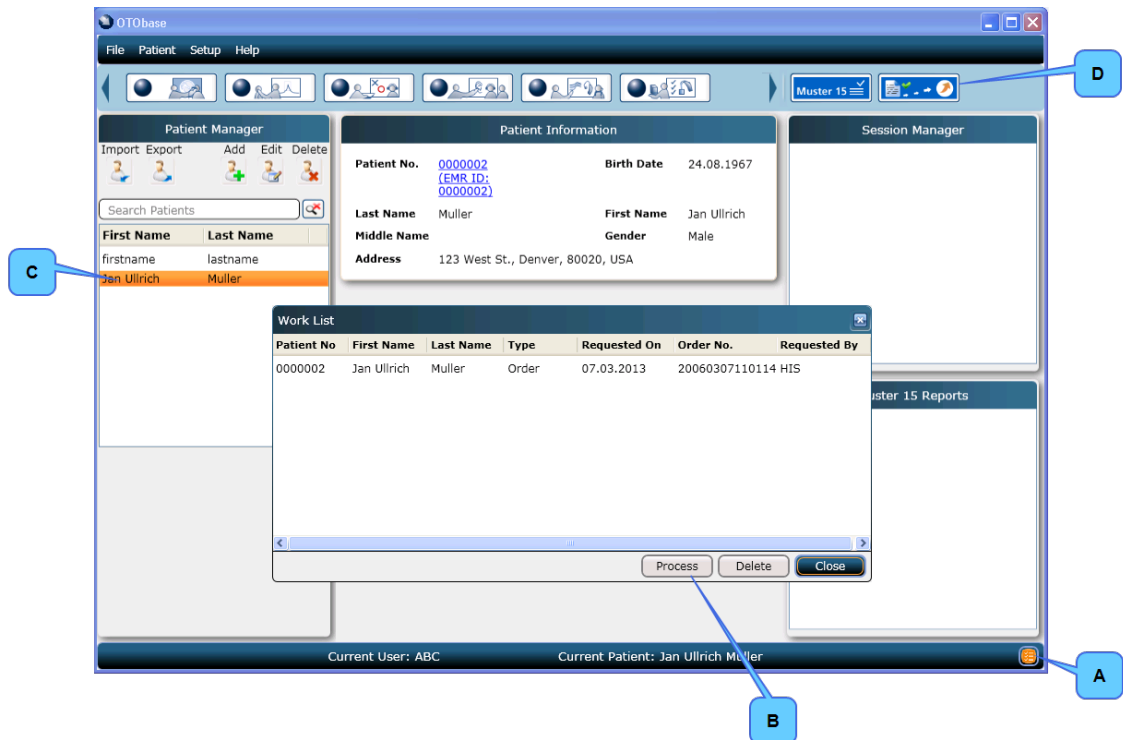 OTObase
File Patient Setup Help
Muster 15
D
Patient Manager
Import Export Add Edit Delete
Search Patients
First Name Last Name
firstname lastname
Jan Ullrich Muller
C
Patient Information
Patient No. 0000002 Birth Date 24.08.1967
(EMR ID:
0000002)
Last Name Muller First Name Jan Ullrich
Middle Name Gender Male
Address 123 West St., Denver, 80020, USA
Session Manager
Work List
Patient No First Name Last Name Type Requested On Order No. Requested By
0000002 Jan Ullrich Muller Order 07.03.2013 20060307110114 HIS
Process Delete Close
uster 15 Reports
Current User: ABC Current Patient: Jan Ullrich Muller
A
B